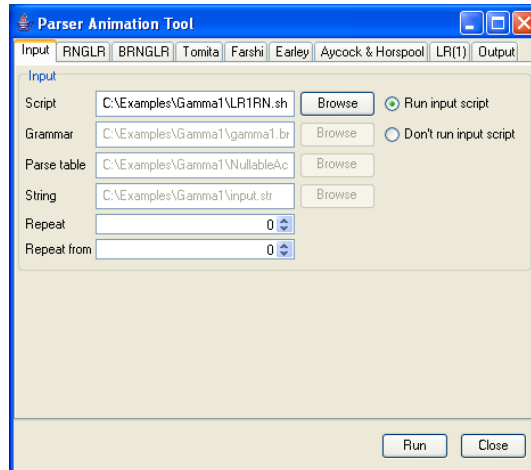 Parser Animation Tool
Input RNGLR BRNGLR Tomita Farshi Earley Aycock & Horspool LR(1) Output
Input
Script C:\Examples\Gamma1\LR1RN.sh Browse Run input script
Grammar C:\Examples\Gamma1\gamma1.br Browse Don't run input script
Parse table C:\Examples\Gamma1\NullableAc Browse
String C:\Examples\Gamma1\input.str Browse
Repeat 0
Repeat from 0
Run Close